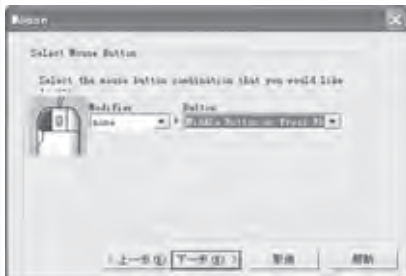 Mouse
Select Mouse Button
Select the mouse button combination that you would like
Modifier Button
none + Middle Button or Press
<上一步(B) 下一步(N)> 取消 帮助